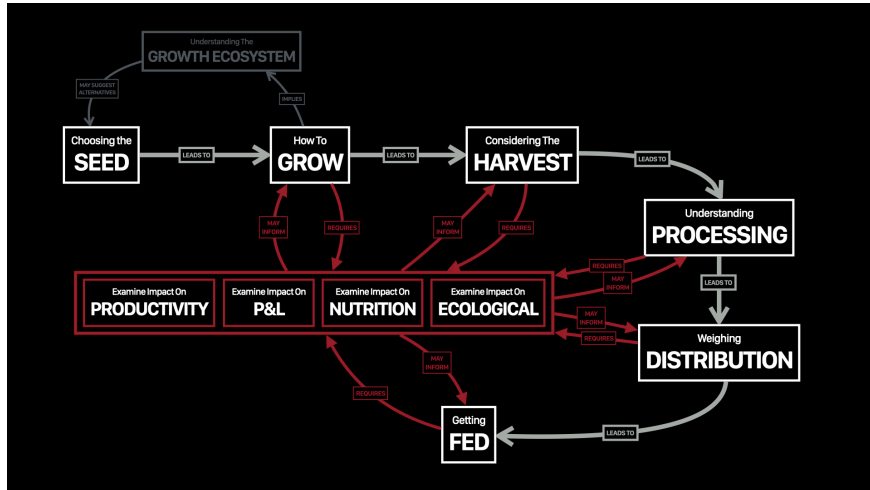 Understanding The
GROWTH ECOSYSTEM
MAY SUGGEST
ALTERNATIVES
IMPLIES
Choosing the
SEED
LEADS TO
How To
GROW
LEADS TO
Considering The
HARVEST
LEADS TO
MAY
INFORM
REQUIRES
MAY
INFORM
REQUIRES
Understanding
PROCESSING
REQUIRES
MAY
INFORM
LEADS TO
Examine Impact On
PRODUCTIVITY
Examine Impact On
P&L
Examine Impact On
NUTRITION
Examine Impact On
ECOLOGICAL
MAY
INFORM
REQUIRES
Weighing
DISTRIBUTION
MAY
INFORM
REQUIRES
Getting
FED
LEADS TO